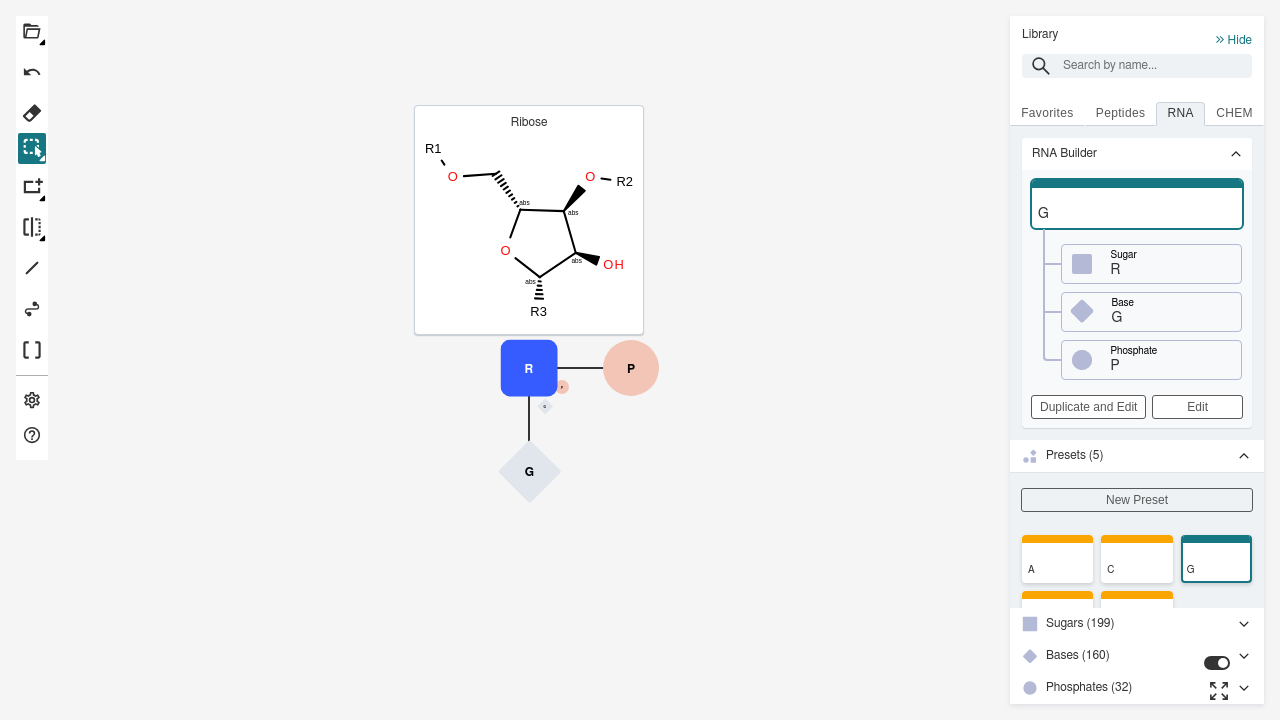 Library
Hide
Search by name...
Favorites
Peptides
RNA
CHEM
RNA Builder
G
Sugar
R
Base
G
Phosphate
P
Duplicate and Edit
Edit
Presets (5)
New Preset
A
C
G
Sugars (199)
Bases (160)
Phosphates (32)
Ribose
R1
O
O
R2
abs
abs
O
OH
abs
abs
R3
R
P
G